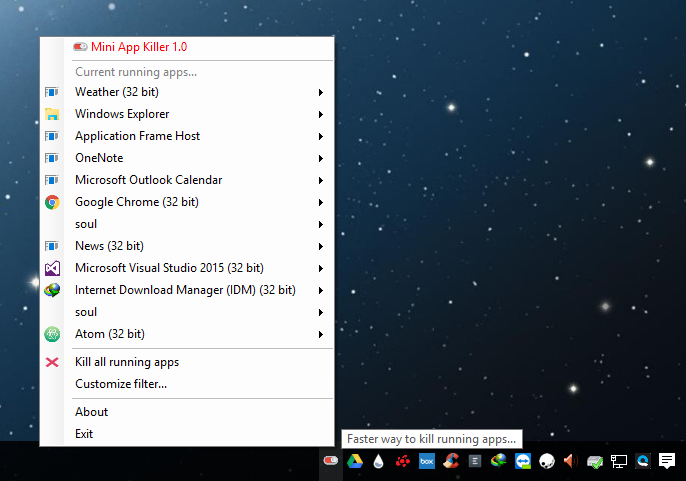 Mini App Killer 1.0
Current running apps...
Weather (32 bit)
Windows Explorer
Application Frame Host
OneNote
Microsoft Outlook Calendar
Google Chrome (32 bit)
soul
News (32 bit)
Microsoft Visual Studio 2015 (32 bit)
Internet Download Manager (IDM) (32 bit)
soul
Atom (32 bit)
Kill all running apps
Customize filter...
About
Exit
Faster way to kill running apps...
box
E